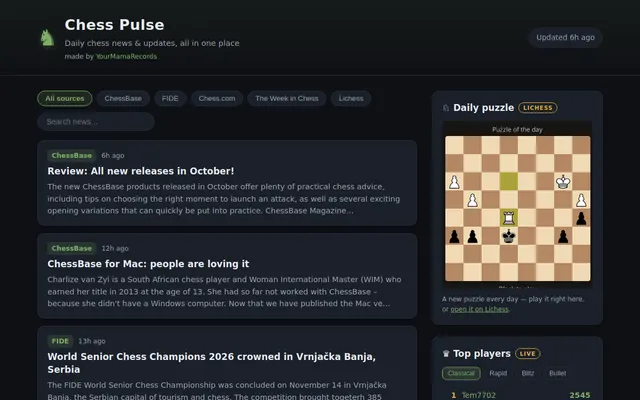 Chess Pulse
Daily chess news & updates, all in one place
made by YourMamaRecords
Updated 6h ago
All sources
ChessBase
FIDE
Chess.com
The Week in Chess
Lichess
Search news...
ChessBase 6h ago
Review: All new releases in October!
The new ChessBase products released in October offer plenty of practical chess advice,
including tips on choosing the right moment to launch an attack, as well as several exciting
opening variations that can quickly be put into practice. ChessBase Magazine...
ChessBase 12h ago
ChessBase for Mac: people are loving it
Charlize van Zyl is a South African chess player and Woman International Master (WIM) who
earned her title in 2013 at the age of 13. She had so far not worked with ChessBase –
because she didn't have a Windows computer. Now that we have published the Mac ve...
FIDE 13h ago
World Senior Chess Champions 2026 crowned in Vrnjačka Banja,
Serbia
The FIDE World Senior Chess Championship was concluded on November 14 in Vrnjačka
Banja, the Serbian capital of tourism and chess. The competition brought together 385
Daily puzzle LICHESS
Puzzle of the day
A new puzzle every day — play it right here,
or open it on Lichess.
Top players LIVE
Classical
Rapid
Blitz
Bullet
1 Tem7702 2545